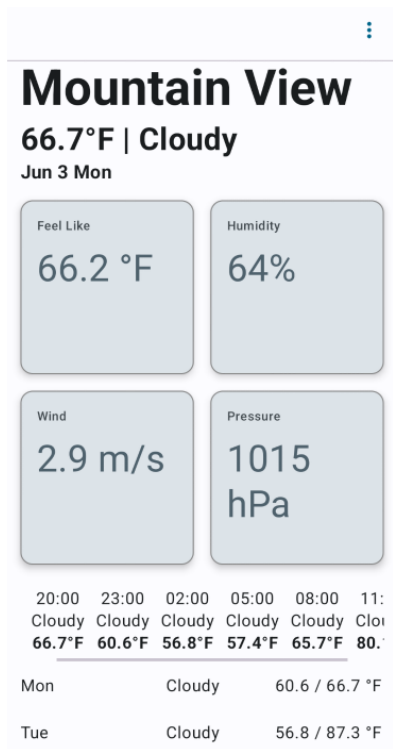 Mountain View
66.7°F | Cloudy
Jun 3 Mon
Feel Like
66.2 °F
Humidity
64%
Wind
2.9 m/s
Pressure
1015
hPa
20:00 23:00 02:00 05:00 08:00 11:
Cloudy Cloudy Cloudy Cloudy Cloudy
66.7°F 60.6°F 56.8°F 57.4°F 65.7°F 80.
Mon Cloudy 60.6 / 66.7 °F
Tue Cloudy 56.8 / 87.3 °F